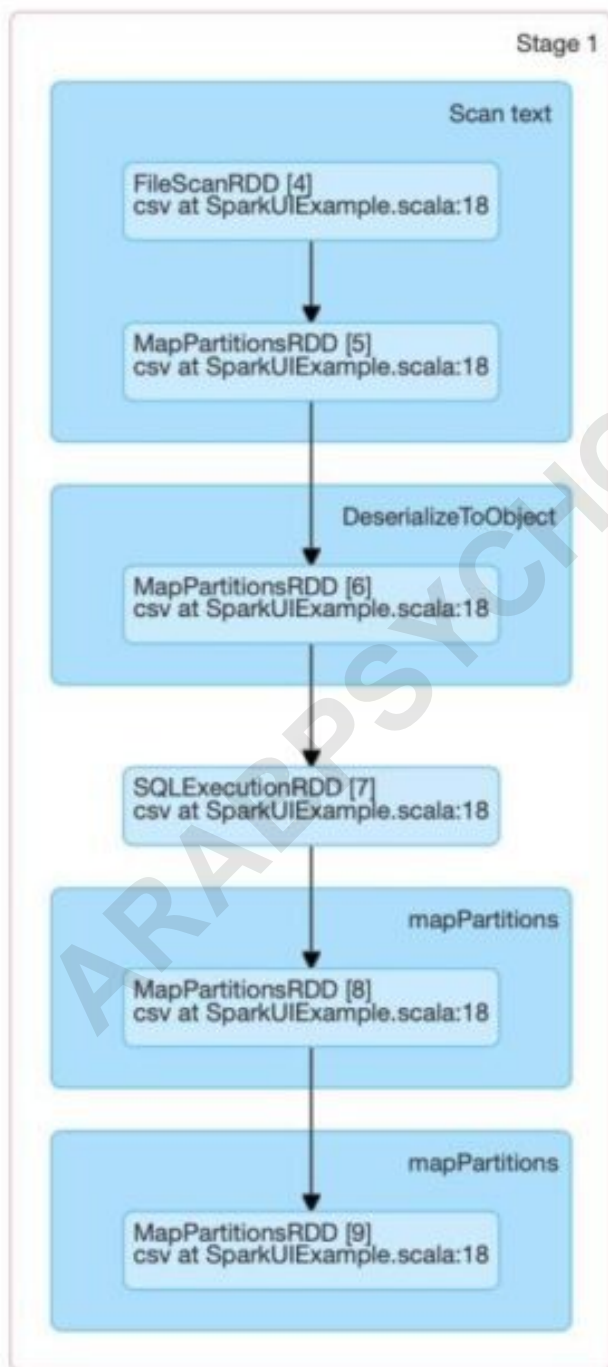 Stage 1
Scan text
FileScanRDD [4]
csv at SparkUIExample.scala:18
MapPartitionsRDD [5]
csv at SparkUIExample.scala:18
DeserializeToObject
MapPartitionsRDD [6]
csv at SparkUIExample.scala:18
SQLExecutionRDD [7]
csv at SparkUIExample.scala:18
mapPartitions
MapPartitionsRDD [8]
csv at SparkUIExample.scala:18
mapPartitions
MapPartitionsRDD [9]
csv at SparkUIExample.scala:18
ARABPSYCHO